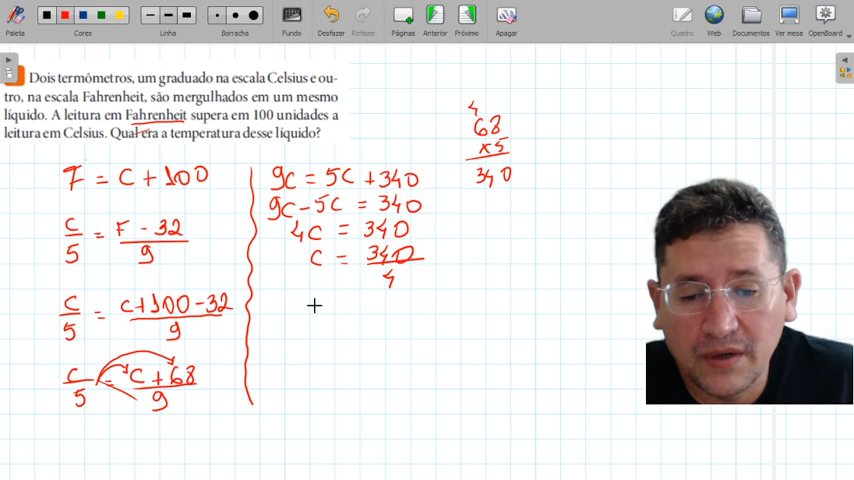 Paleta
Cores
Linha
Borracha
Fundo
Desfazer
Refazer
Páginas
Anterior
Próximo
Apagar
Quadro
Web
Documentos
Mostrar
OpenBoard
Dois termômetros, um graduado na escala Celsius e ou-
tro, na escala Fahrenheit, são mergulhados em um mesmo
líquido. A leitura em Fahrenheit supera em 100 unidades a
leitura em Celsius. Qual era a temperatura desse líquido?
F = C + 100
C/5 = F - 32/9
C/5 = C + 100 - 32/9
C/5 = C + 68/9
9C = 5C + 340
9C - 5C = 340
4C = 340
C = 340/4
4
68
x5
340